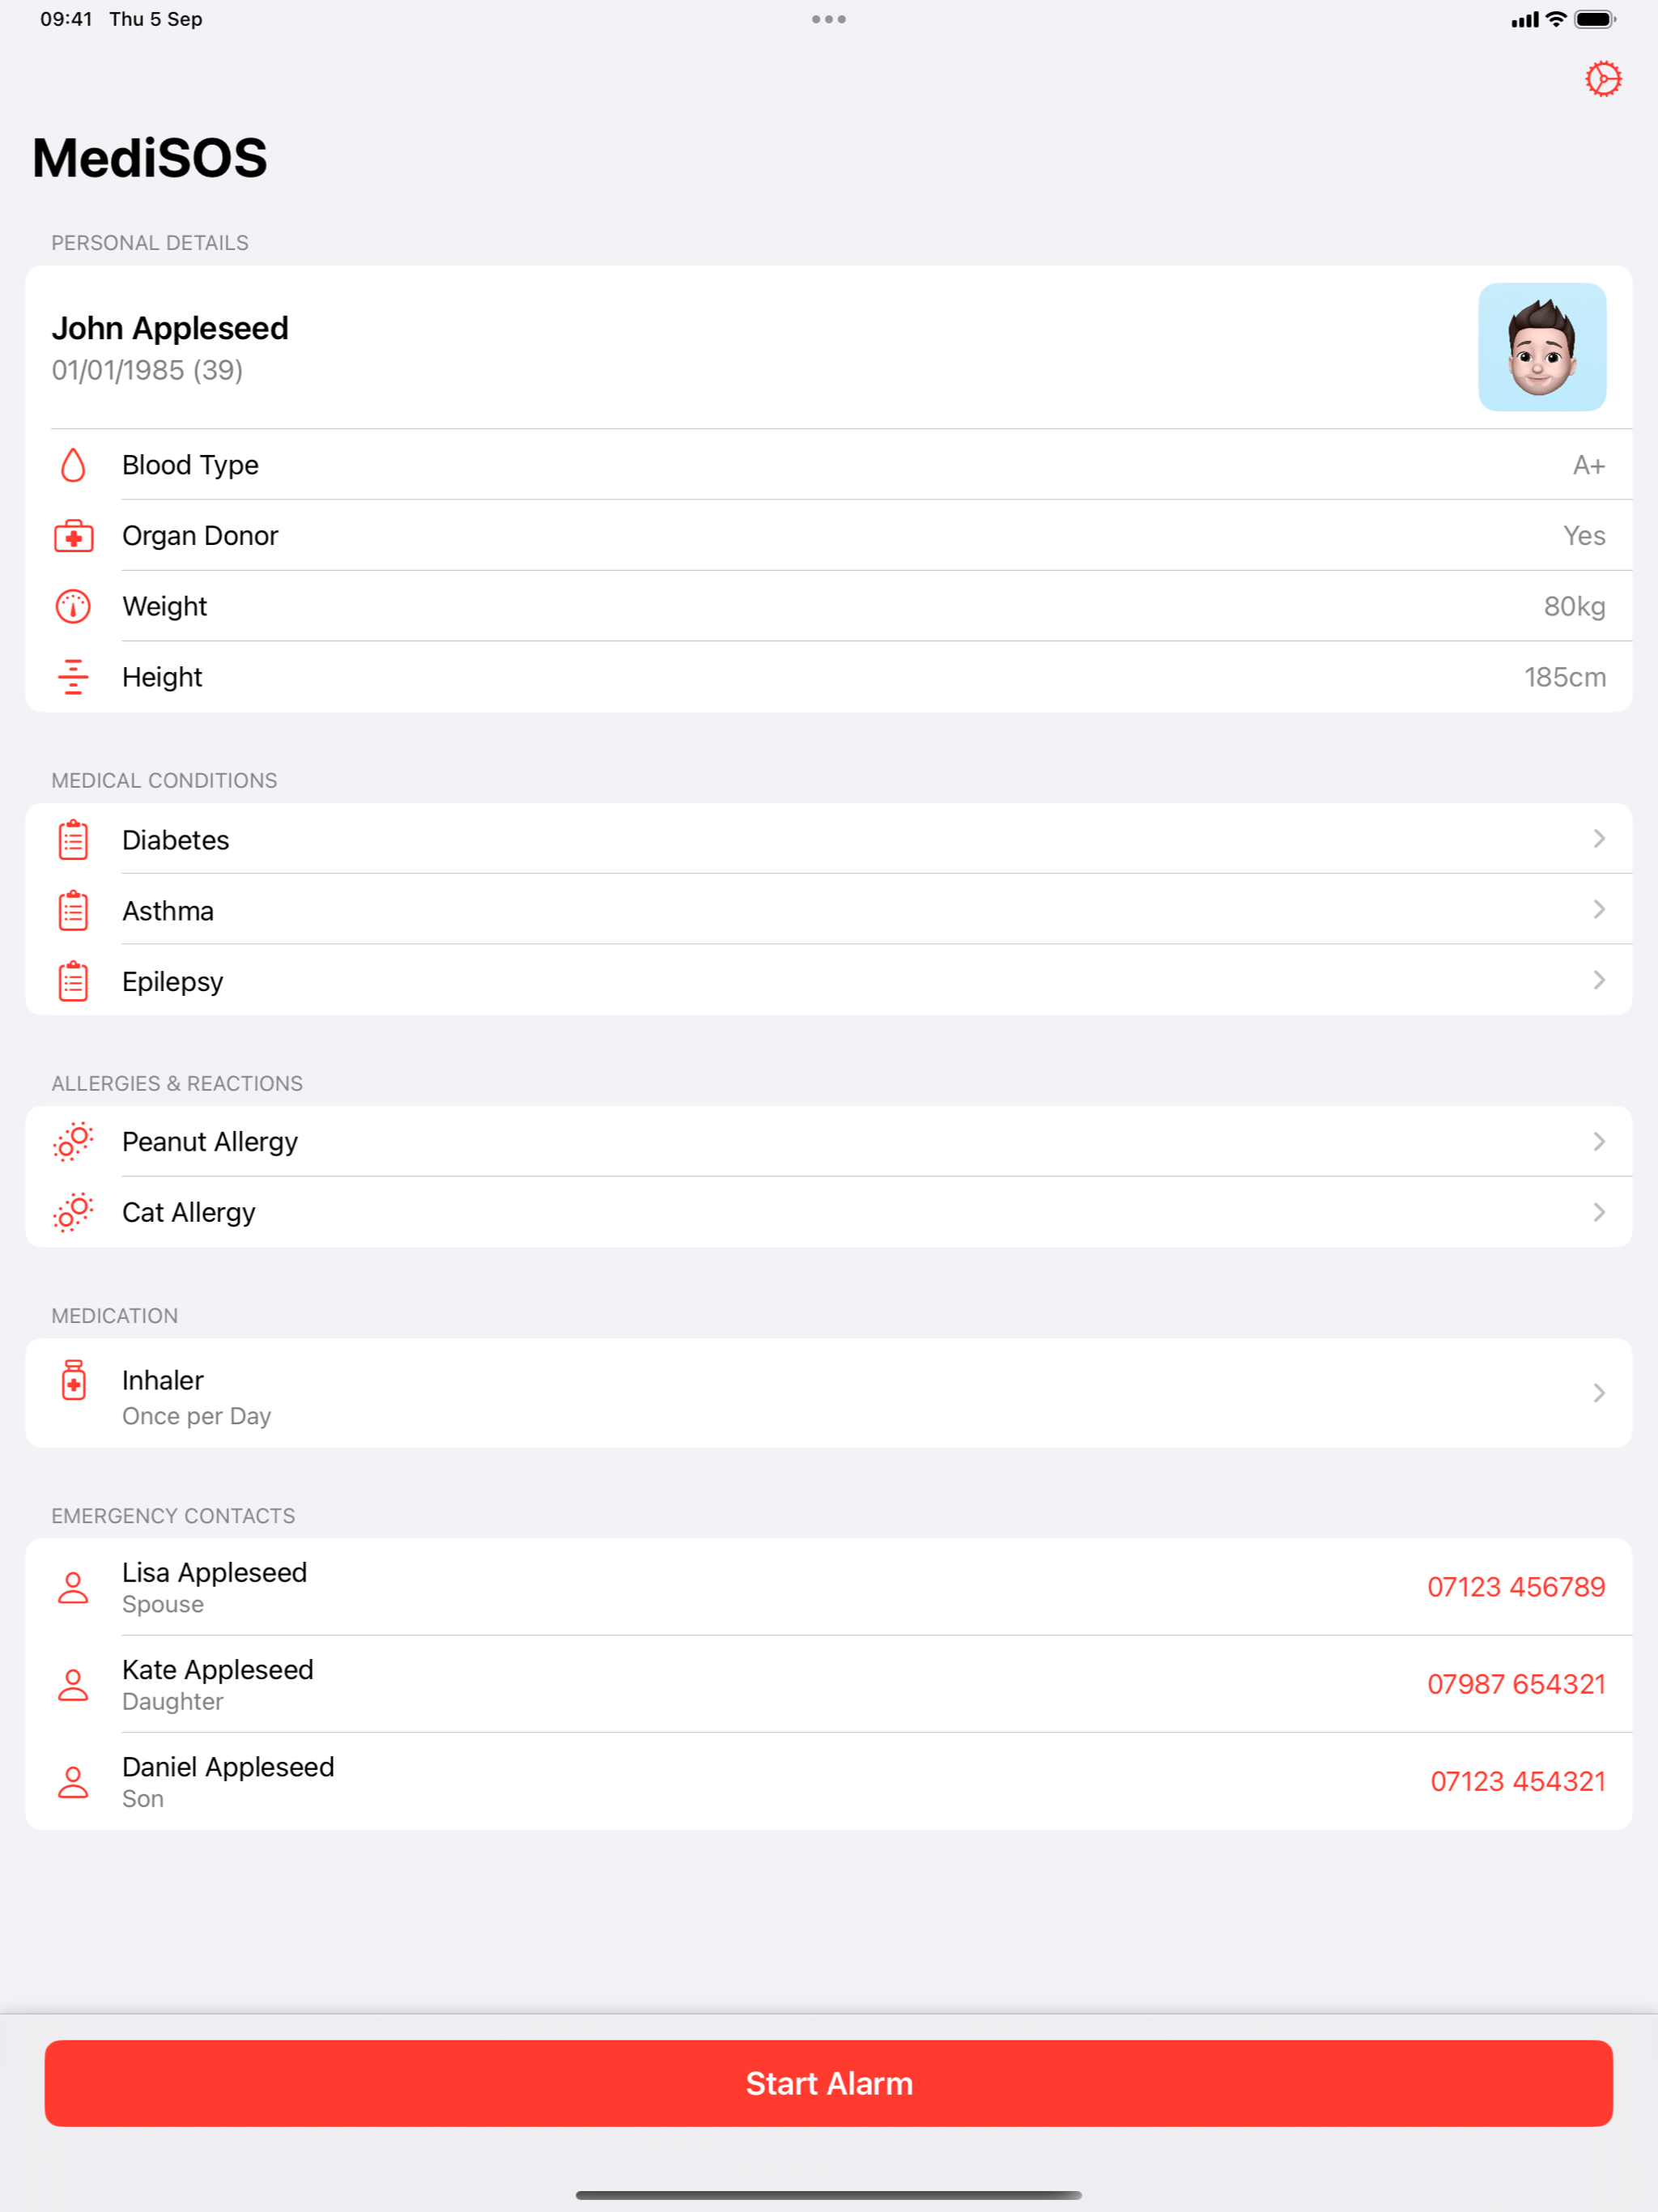 09:41 Thu 5 Sep
MediSOS
PERSONAL DETAILS
John Appleseed
01/01/1985 (39)
Blood Type A+
Organ Donor Yes
Weight 80kg
Height 185cm
MEDICAL CONDITIONS
Diabetes
Asthma
Epilepsy
ALLERGIES & REACTIONS
Peanut Allergy
Cat Allergy
MEDICATION
Inhaler
Once per Day
EMERGENCY CONTACTS
Lisa Appleseed
Spouse
07123 456789
Kate Appleseed
Daughter
07987 654321
Daniel Appleseed
Son
07123 454321
Start Alarm